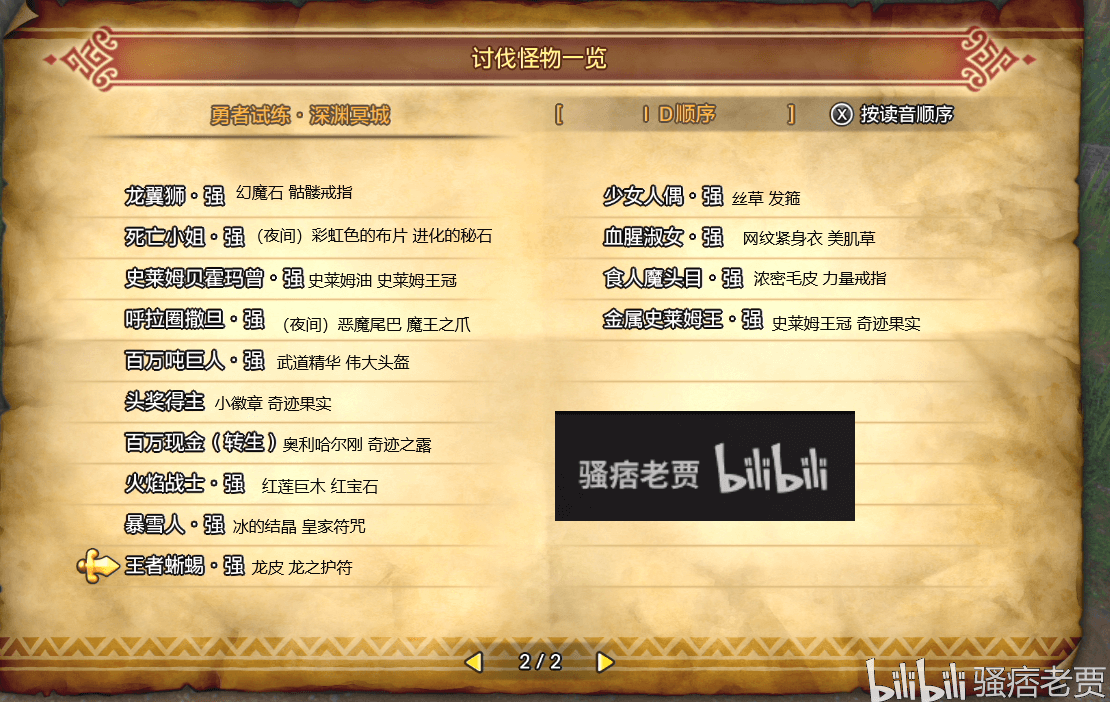 讨伐怪物一览
勇者试练・深渊冥城
[ ID顺序 ] Ⓧ 按读音顺序
龙翼狮・强 幻魔石 骷髅戒指
死亡小姐・强 （夜间）彩虹色的布片 进化的秘石
史莱姆贝霍玛曾・强 史莱姆油 史莱姆王冠
呼拉圈撒旦・强 （夜间）恶魔尾巴 魔王之爪
百万吨巨人・强 武道精华 伟大头盔
头奖得主 小徽章 奇迹果实
百万现金（转生）奥利哈尔刚 奇迹之露
火焰战士・强 红莲巨木 红宝石
暴雪人・强 冰的结晶 皇家符咒
王者蜥蜴・强 龙皮 龙之护符
少女人偶・强 丝草 发箍
血腥淑女・强 网纹紧身衣 美肌草
食人魔头目・强 浓密毛皮 力量戒指
金属史莱姆王・强 史莱姆王冠 奇迹果实
骚痞老贾 bilibili
2/2
bilibili 骚痞老贾